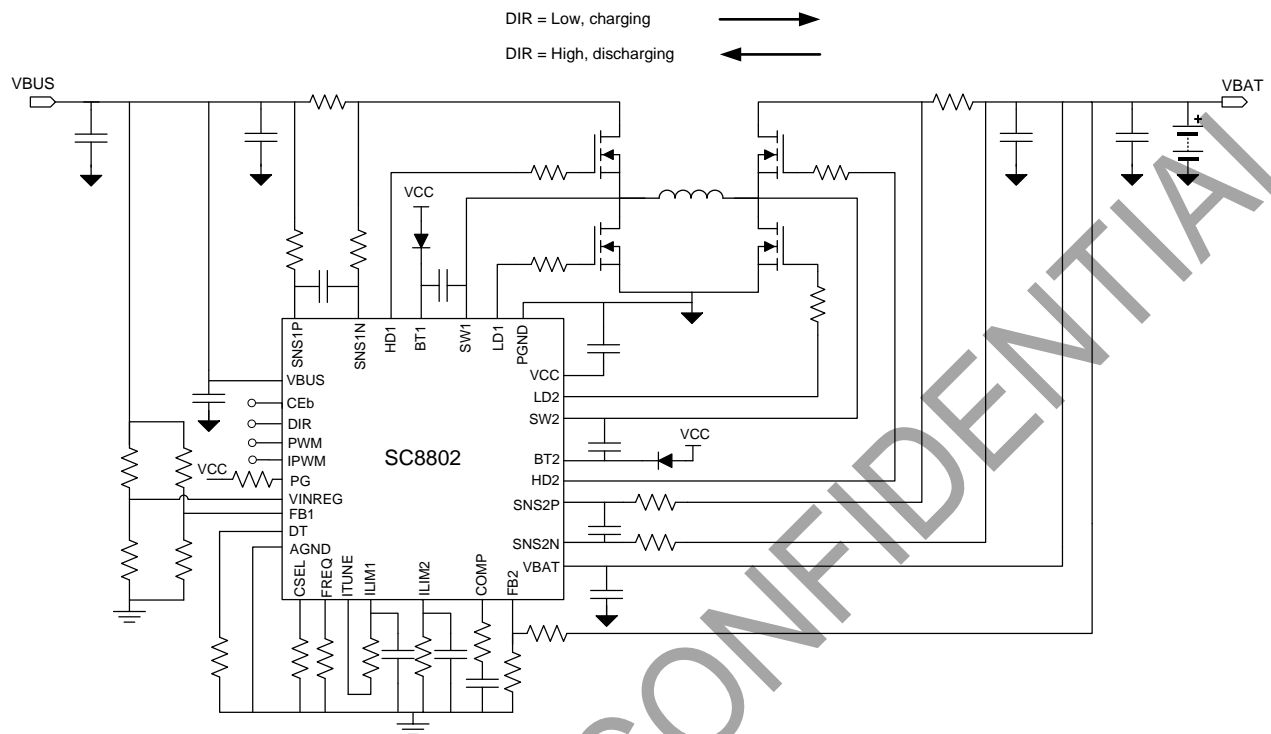 DIR = Low, charging
DIR = High, discharging
VBUS
VBAT
+
VCC
SNS1P
SNS1N
HD1
BT1
SW1
LD1
PGND
VBUS
CEb
DIR
PWM
IPWM
VCC
PG
VINREG
FB1
DT
AGND
SC8802
VCC
LD2
SW2
VCC
BT2
HD2
SNS2P
SNS2N
VBAT
CSEL
FREQ
ITUNE
ILIM1
ILIM2
COMP
FB2
CONFIDENTIAL